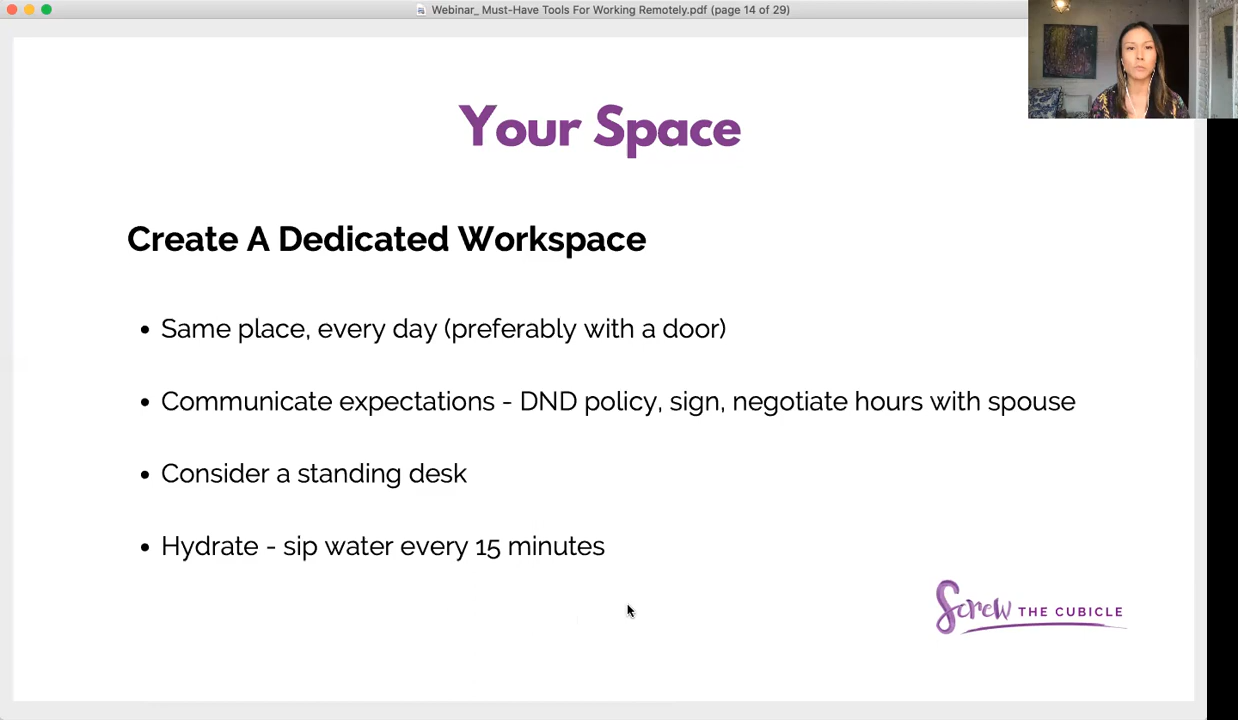 Webinar_ Must-Have Tools For Working Remotely.pdf (page 14 of 29)
Your Space
Create A Dedicated Workspace
• Same place, every day (preferably with a door)
• Communicate expectations - DND policy, sign, negotiate hours with spouse
• Consider a standing desk
• Hydrate - sip water every 15 minutes
Screw THE CUBICLE